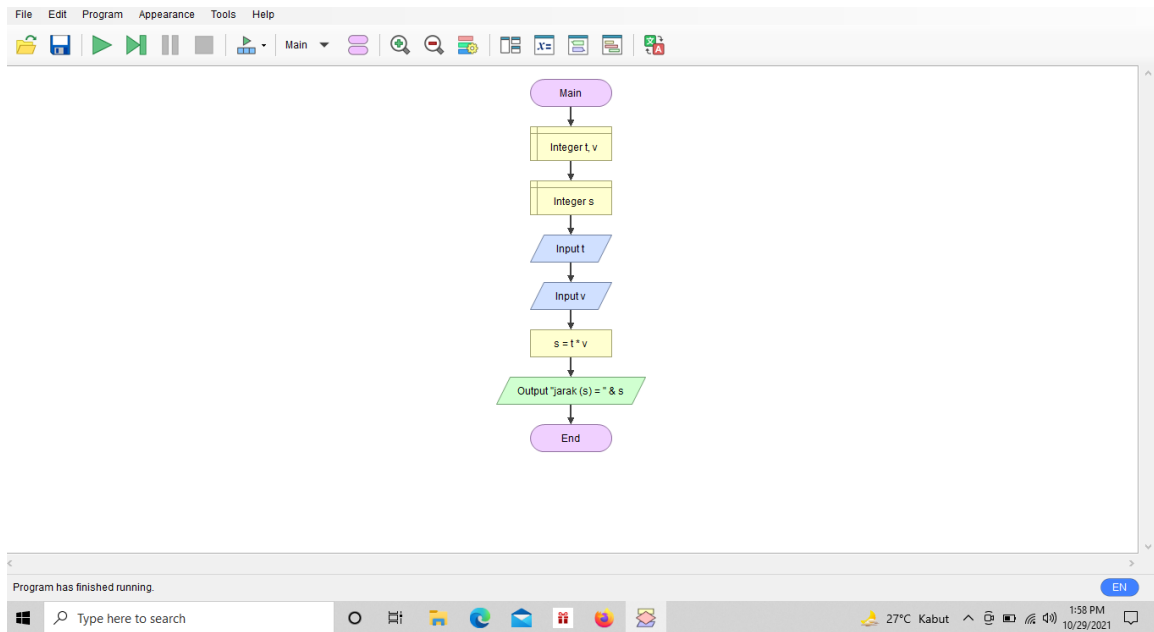 File Edit Program Appearance Tools Help
Main
Main
Integer t, v
Integer s
Input t
Input v
s = t * v
Output "jarak (s) = " & s
End
Program has finished running.
EN
Type here to search
27°C Kabut
1:58 PM
10/29/2021